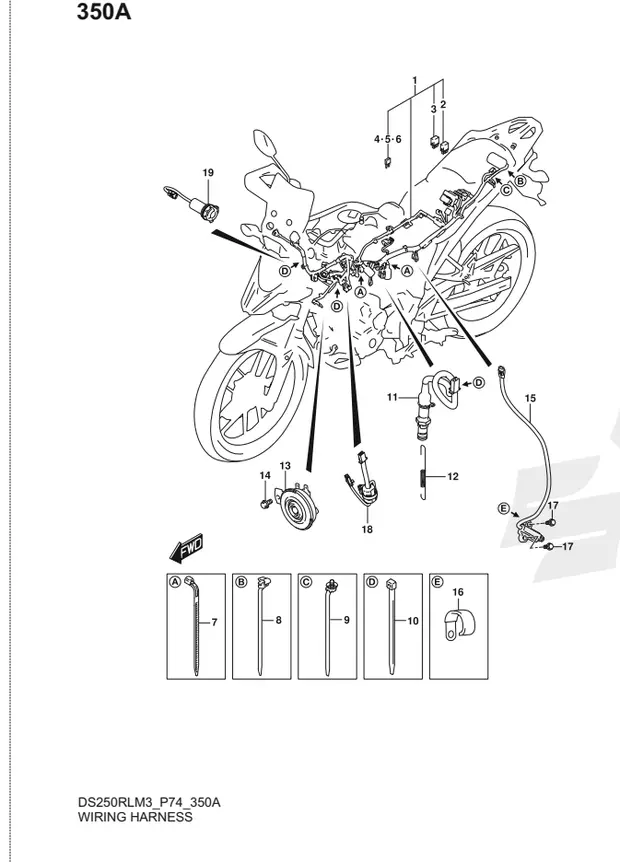 350A
1
3 2
4·5·6
19
B
C
D
A
A
D
D
11
15
14 13
12
E
17
18
17
FWD
A
B
C
D
E
7
8
9
10
16
DS250RLM3_P74_350A
WIRING HARNESS